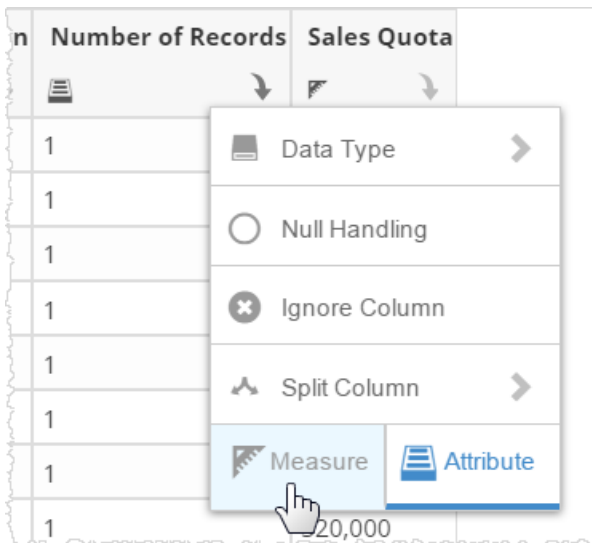 n Number of Records Sales Quota
1
Data Type
1
Null Handling
1
1
Ignore Column
1
Split Column
1
1
Measure Attribute
1 320,000